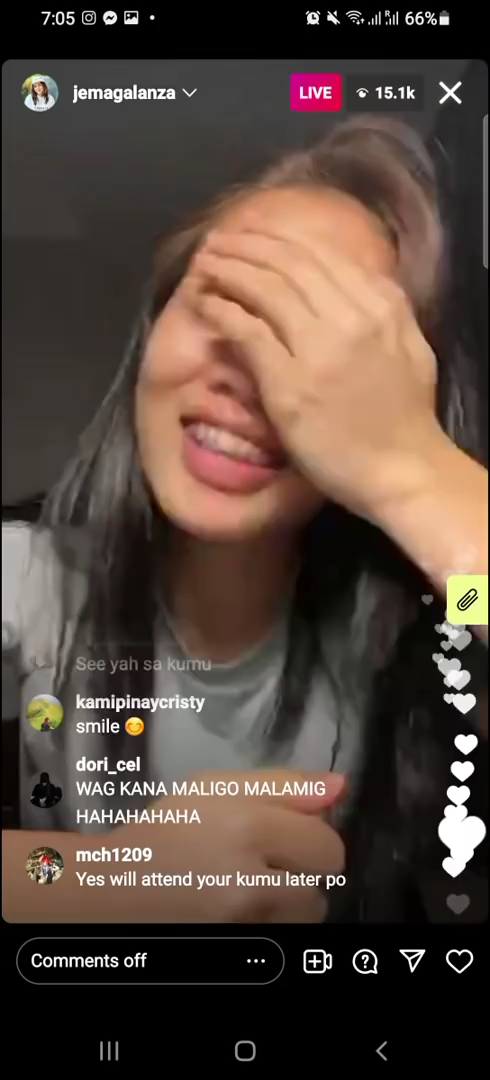 7:05
66%
jemagalanza
LIVE
15.1k
See yah sa kumu
kamipinaycristy
smile 😊
dori_cel
WAG KANA MALIGO MALAMIG
HAHAHAHAHA
mch1209
Yes will attend your kumu later po
Comments off